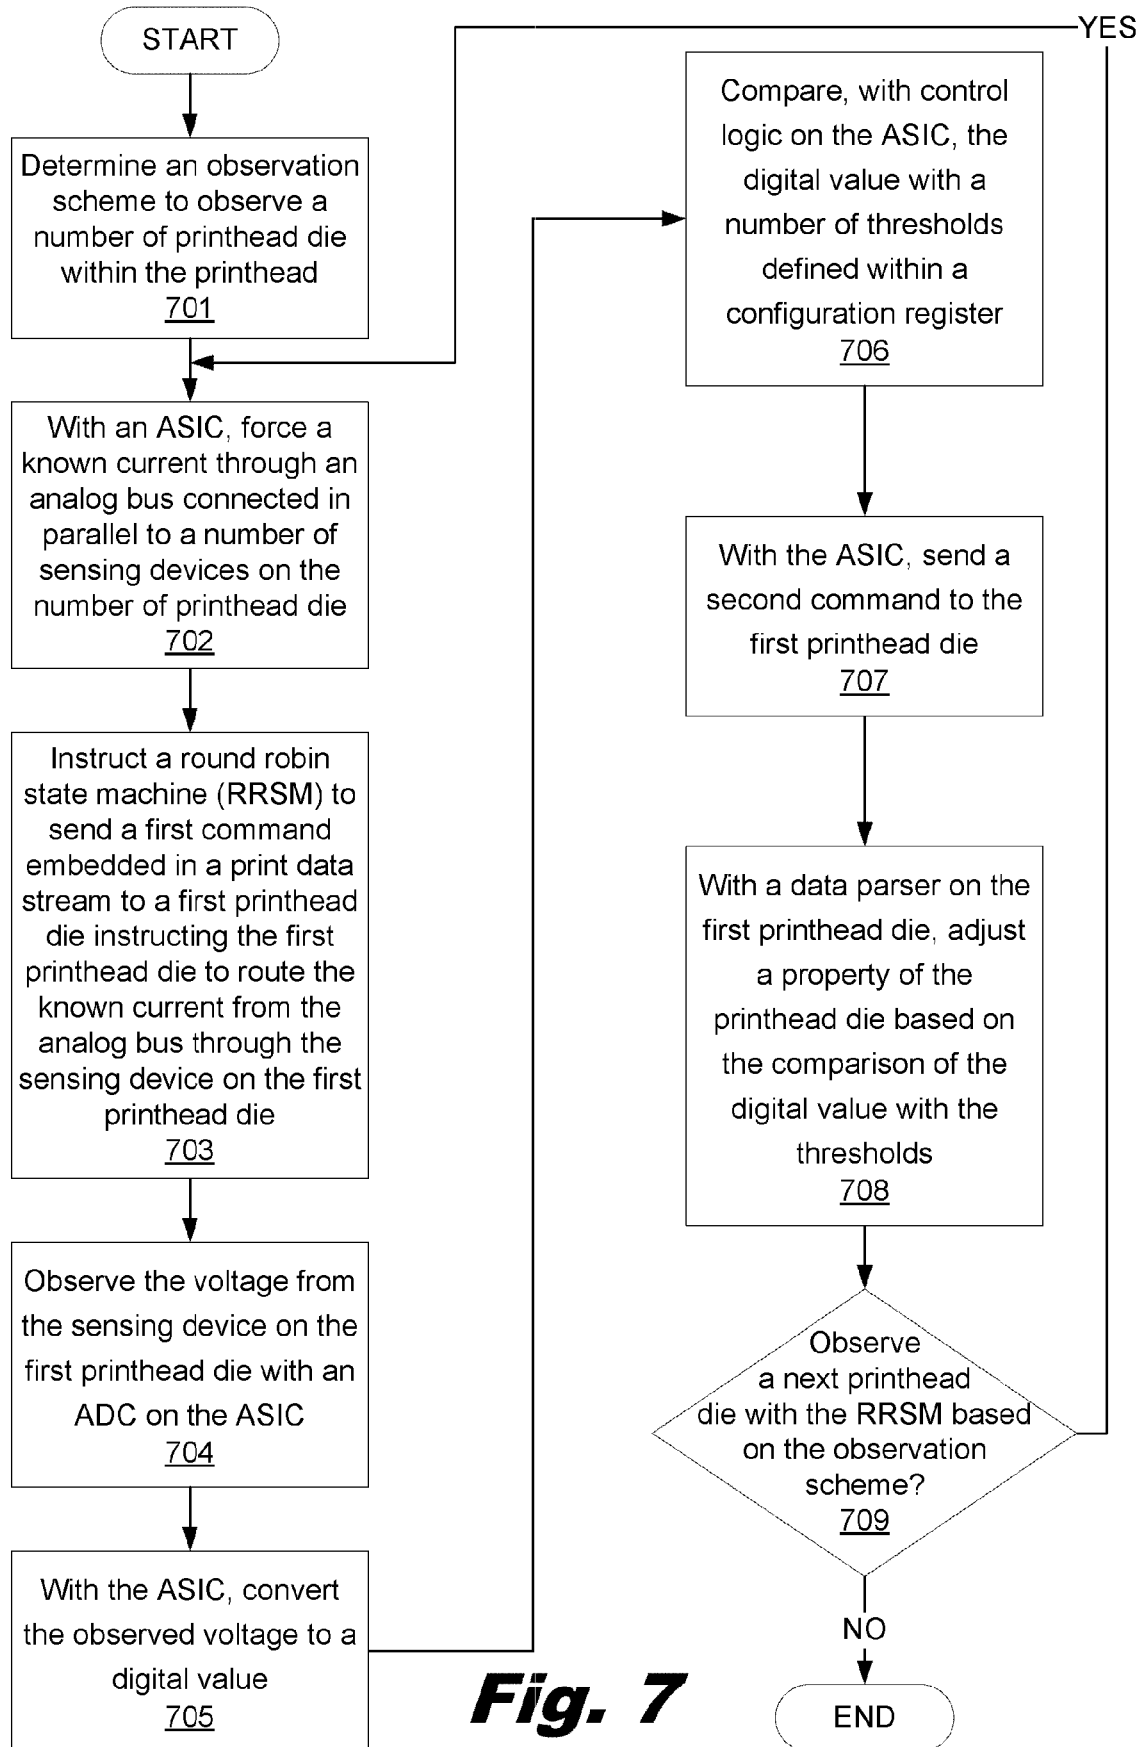 START
Determine an observation
scheme to observe a
number of printhead die
within the printhead
701
With an ASIC, force a
known current through an
analog bus connected in
parallel to a number of
sensing devices on the
number of printhead die
702
Instruct a round robin
state machine (RRSM) to
send a first command
embedded in a print data
stream to a first printhead
die instructing the first
printhead die to route the
known current from the
analog bus through the
sensing device on the first
printhead die
703
Observe the voltage from
the sensing device on the
first printhead die with an
ADC on the ASIC
704
With the ASIC, convert
the observed voltage to a
digital value
705
Compare, with control
logic on the ASIC, the
digital value with a
number of thresholds
defined within a
configuration register
706
With the ASIC, send a
second command to the
first printhead die
707
With a data parser on the
first printhead die, adjust
a property of the
printhead die based on
the comparison of the
digital value with the
thresholds
708
Observe
a next printhead
die with the RRSM based
on the observation
scheme?
709
YES
NO
END
Fig. 7